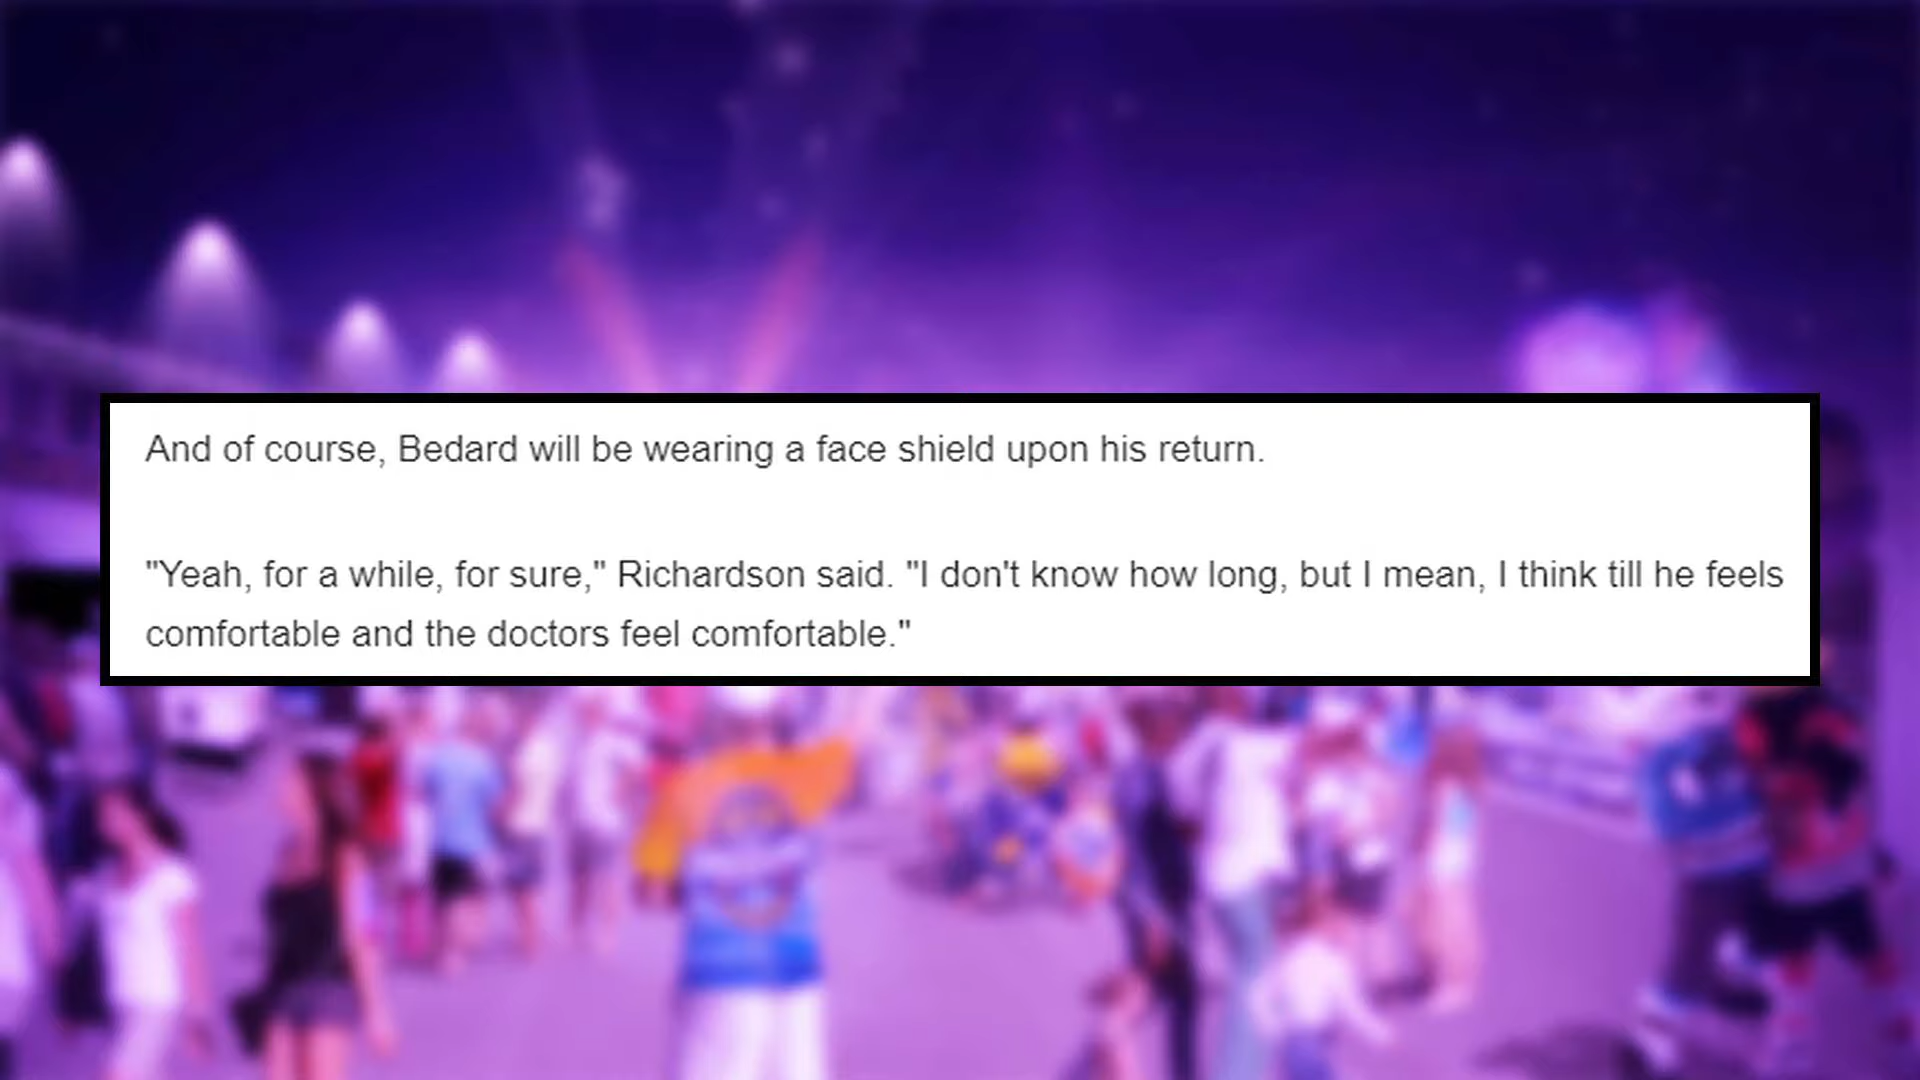 And of course, Bedard will be wearing a face shield upon his return.
"Yeah, for a while, for sure," Richardson said. "I don't know how long, but I mean, I think till he feels
comfortable and the doctors feel comfortable."